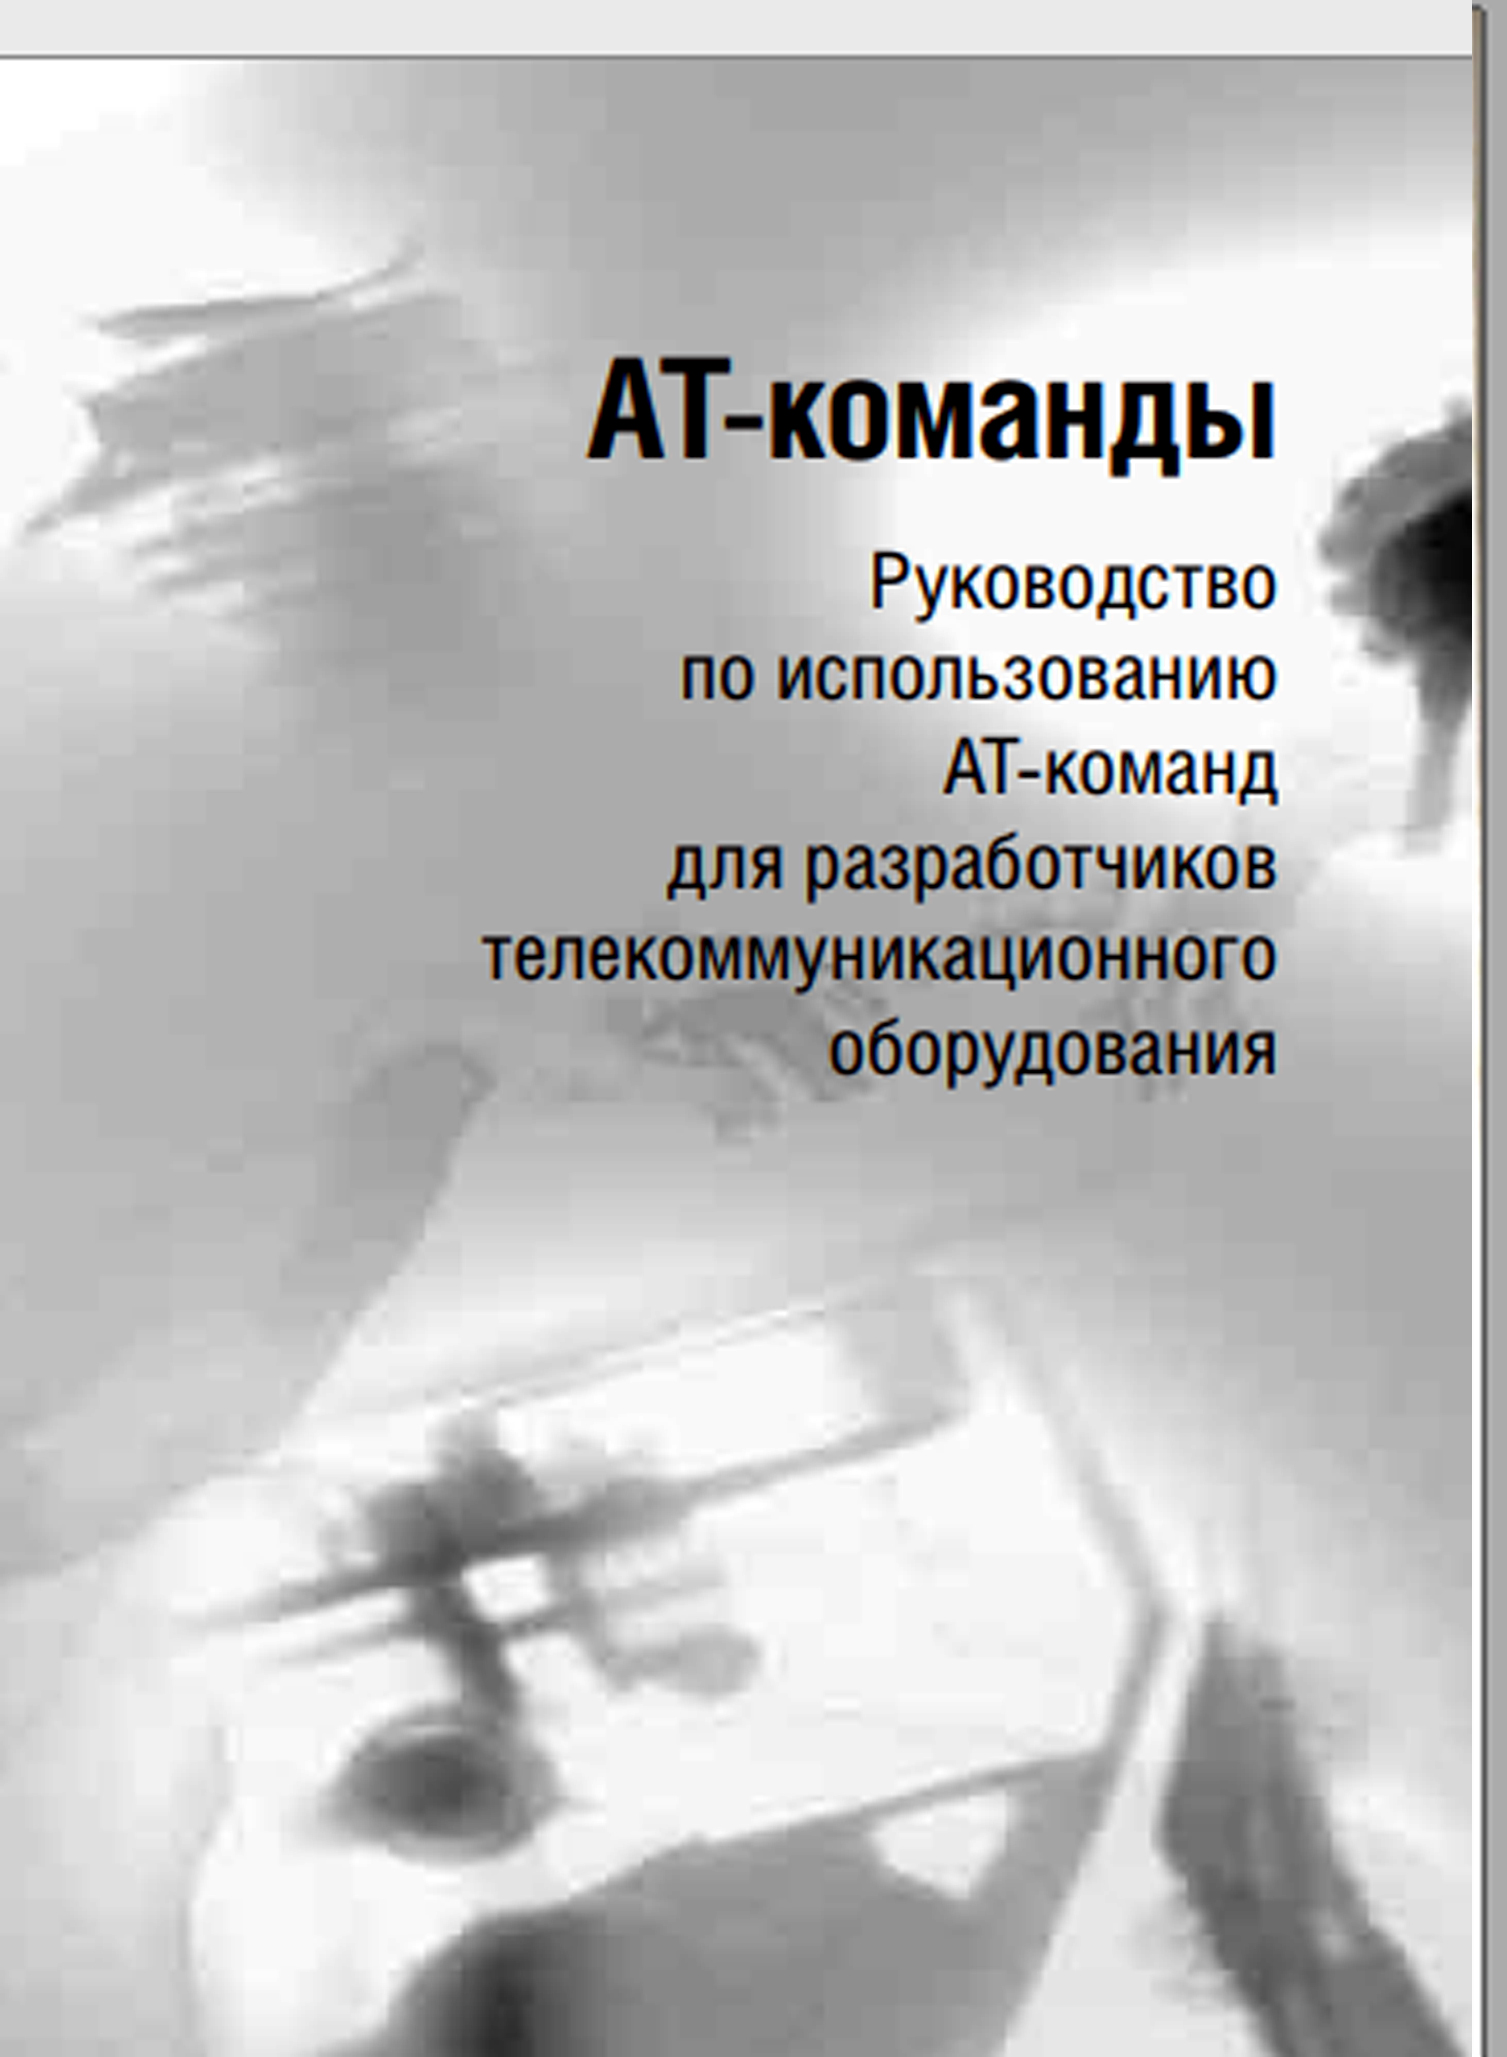 АТ-команды
Руководство
по использованию
АТ-команд
для разработчиков
телекоммуникационного
оборудования